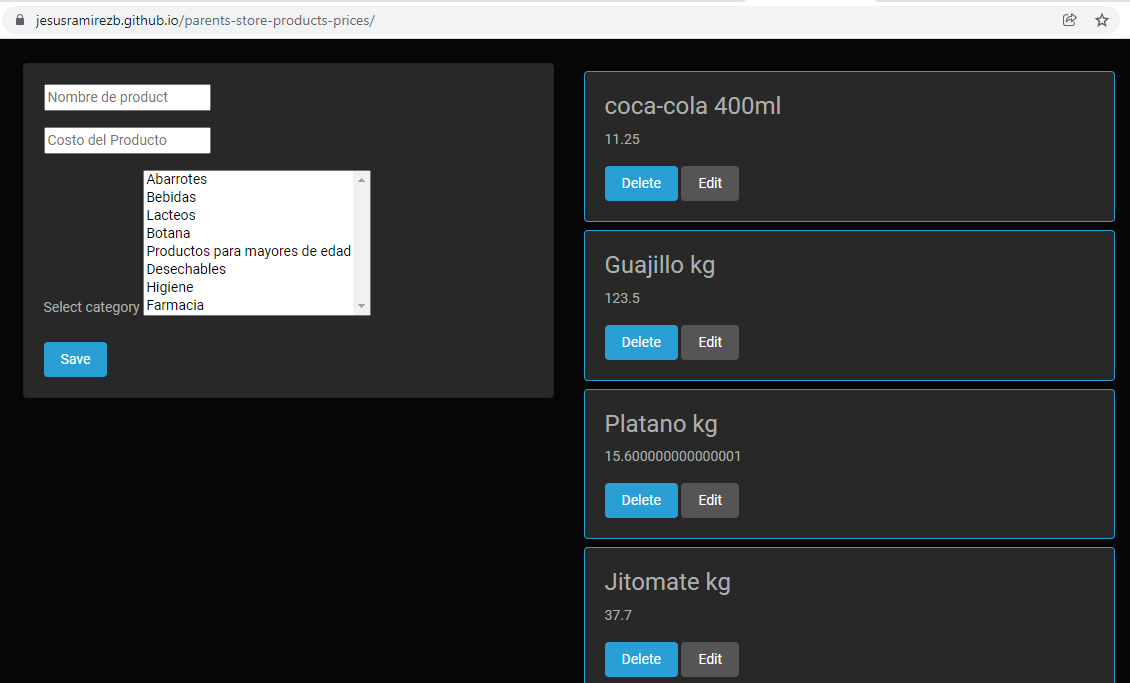 jesusramirezb.github.io/parents-store-products-prices/
Nombre de product
Costo del Producto
Abarrotes
Bebidas
Lacteos
Botana
Productos para mayores de edad
Desechables
Higiene
Farmacia
Select category
Save
coca-cola 400ml
11.25
Delete Edit
Guajillo kg
123.5
Delete Edit
Platano kg
15.600000000000001
Delete Edit
Jitomate kg
37.7
Delete Edit